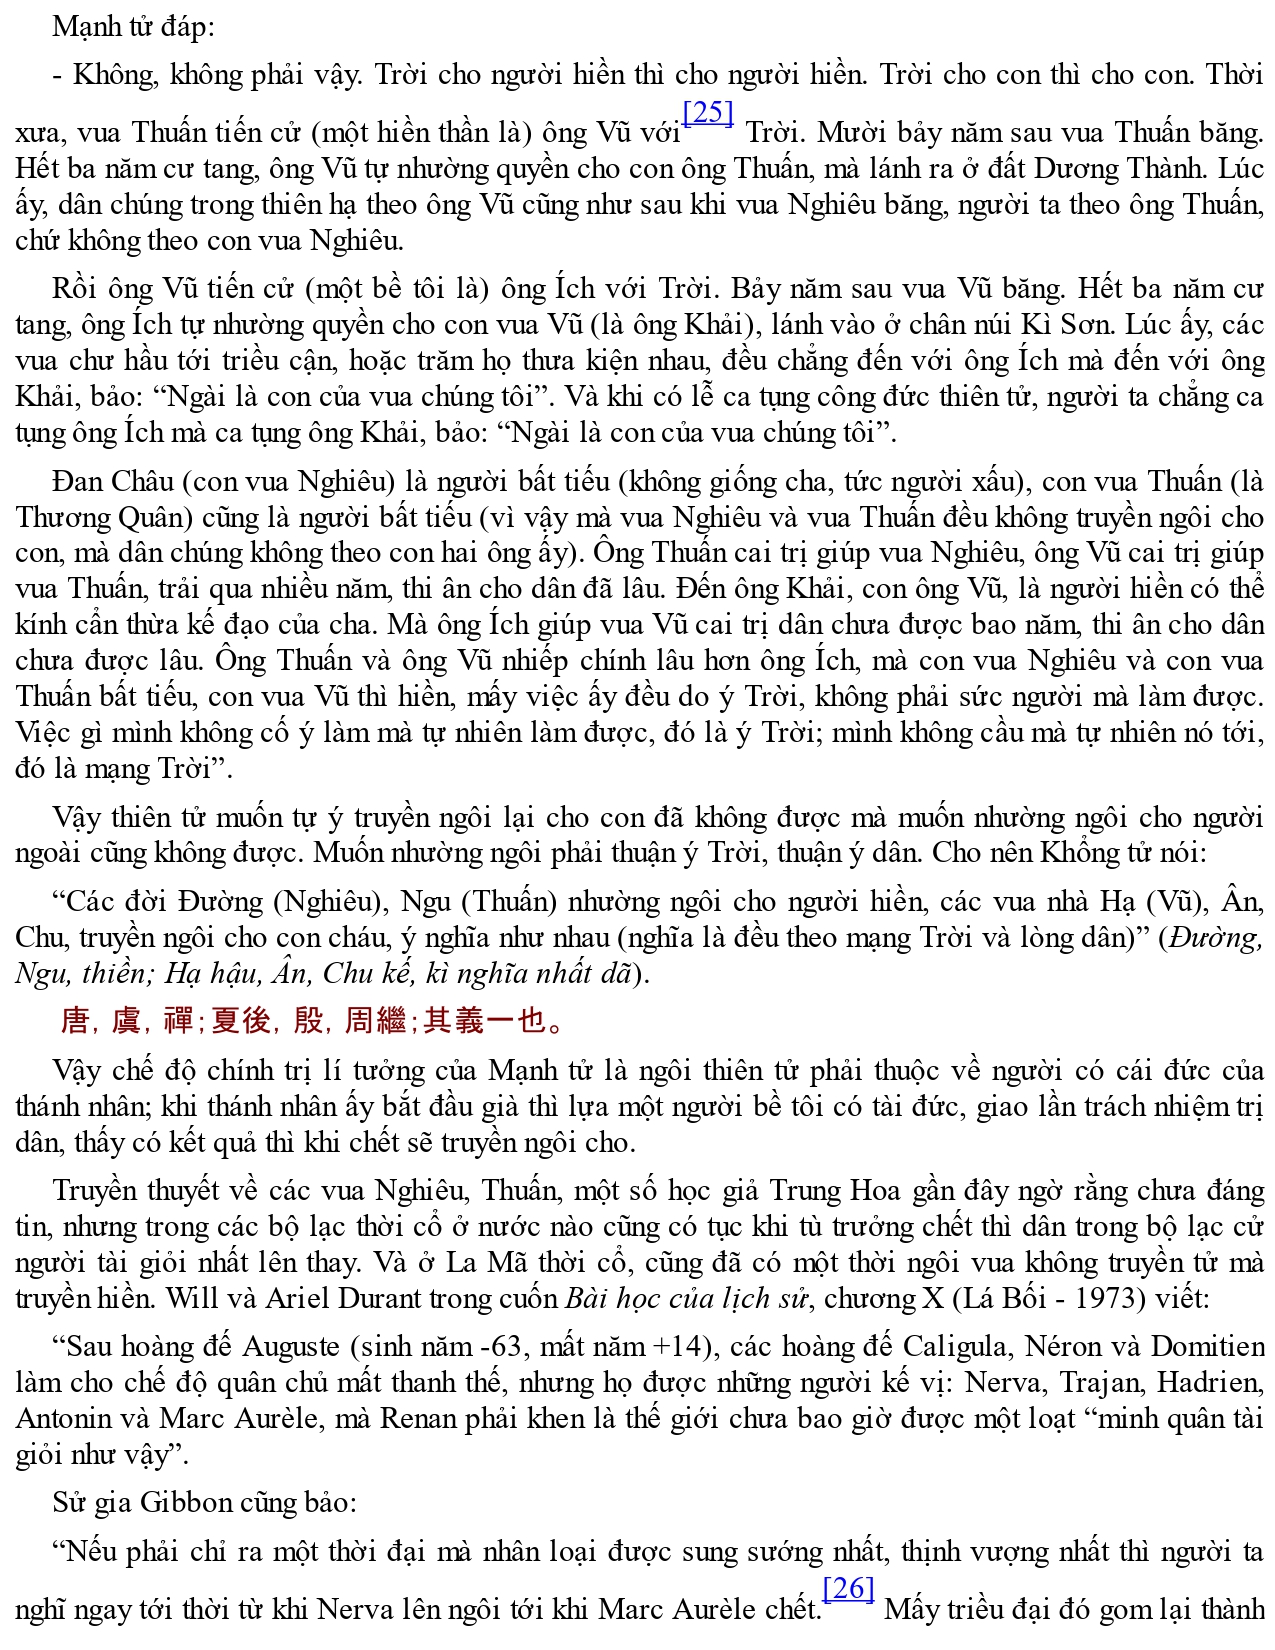 Mạnh tử đáp:
- Không, không phải vậy. Trời cho người hiền thì cho người hiền. Trời cho con thì cho con. Thời
xưa, vua Thuấn tiến cử (một hiền thần là) ông Vũ với[25] Trời. Mười bảy năm sau vua Thuấn băng.
Hết ba năm cư tang, ông Vũ tự nhường quyền cho con ông Thuấn, mà lánh ra ở đất Dương Thành. Lúc
ấy, dân chúng trong thiên hạ theo ông Vũ cũng như sau khi vua Nghiêu băng, người ta theo ông Thuấn,
chứ không theo con vua Nghiêu.
Rồi ông Vũ tiến cử (một bề tôi là) ông Ích với Trời. Bảy năm sau vua Vũ băng. Hết ba năm cư
tang, ông Ích tự nhường quyền cho con vua Vũ (là ông Khải), lánh vào ở chân núi Kì Sơn. Lúc ấy, các
vua chư hầu tới triều cận, hoặc trăm họ thưa kiện nhau, đều chẳng đến với ông Ích mà đến với ông
Khải, bảo: “Ngài là con của vua chúng tôi”. Và khi có lễ ca tụng công đức thiên tử, người ta chẳng ca
tụng ông Ích mà ca tụng ông Khải, bảo: “Ngài là con của vua chúng tôi”.
Đan Châu (con vua Nghiêu) là người bất tiếu (không giống cha, tức người xấu), con vua Thuấn (là
Thương Quân) cũng là người bất tiếu (vì vậy mà vua Nghiêu và vua Thuấn đều không truyền ngôi cho
con, mà dân chúng không theo con hai ông ấy). Ông Thuấn cai trị giúp vua Nghiêu, ông Vũ cai trị giúp
vua Thuấn, trải qua nhiều năm, thi ân cho dân đã lâu. Đến ông Khải, con ông Vũ, là người hiền có thể
kính cẩn thừa kế đạo của cha. Mà ông Ích giúp vua Vũ cai trị dân chưa được bao năm, thi ân cho dân
chưa được lâu. Ông Thuấn và ông Vũ nhiếp chính lâu hơn ông Ích, mà con vua Nghiêu và con vua
Thuấn bất tiếu, con vua Vũ thì hiền, mấy việc ấy đều do ý Trời, không phải sức người mà làm được.
Việc gì mình không cố ý làm mà tự nhiên làm được, đó là ý Trời; mình không cầu mà tự nhiên nó tới,
đó là mạng Trời”.
Vậy thiên tử muốn tự ý truyền ngôi lại cho con đã không được mà muốn nhường ngôi cho người
ngoài cũng không được. Muốn nhường ngôi phải thuận ý Trời, thuận ý dân. Cho nên Khổng tử nói:
“Các đời Đường (Nghiêu), Ngu (Thuấn) nhường ngôi cho người hiền, các vua nhà Hạ (Vũ), Ân,
Chu, truyền ngôi cho con cháu, ý nghĩa như nhau (nghĩa là đều theo mạng Trời và lòng dân)” (Đường,
Ngu, thiền; Hạ hậu, Ân, Chu kế, kì nghĩa nhất dã).
唐, 虞, 禪; 夏後, 殷, 周繼; 其義一也。
Vậy chế độ chính trị lí tưởng của Mạnh tử là ngôi thiên tử phải thuộc về người có cái đức của
thánh nhân; khi thánh nhân ấy bắt đầu già thì lựa một người bề tôi có tài đức, giao lần trách nhiệm trị
dân, thấy có kết quả thì khi chết sẽ truyền ngôi cho.
Truyền thuyết về các vua Nghiêu, Thuấn, một số học giả Trung Hoa gần đây ngờ rằng chưa đáng
tin, nhưng trong các bộ lạc thời cổ ở nước nào cũng có tục khi tù trưởng chết thì dân trong bộ lạc cử
người tài giỏi nhất lên thay. Và ở La Mã thời cổ, cũng đã có một thời ngôi vua không truyền tử mà
truyền hiền. Will và Ariel Durant trong cuốn Bài học của lịch sử, chương X (Lá Bối - 1973) viết:
“Sau hoàng đế Auguste (sinh năm -63, mất năm +14), các hoàng đế Caligula, Néron và Domitien
làm cho chế độ quân chủ mất thanh thế, nhưng họ được những người kế vị: Nerva, Trajan, Hadrien,
Antonin và Marc Aurèle, mà Renan phải khen là thế giới chưa bao giờ được một loạt “minh quân tài
giỏi như vậy”.
Sử gia Gibbon cũng bảo:
“Nếu phải chỉ ra một thời đại mà nhân loại được sung sướng nhất, thịnh vượng nhất thì người ta
nghĩ ngay tới thời từ khi Nerva lên ngôi tới khi Marc Aurèle chết.[26] Mấy triều đại đó gom lại thành